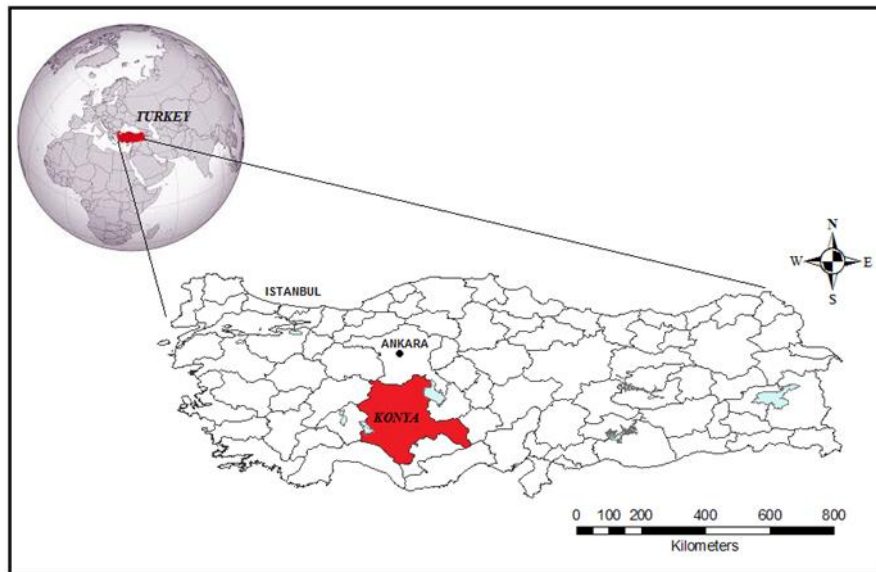 TURKEY
N
W E
S
ISTANBUL
ANKARA
KONYA
0 100 200 400 600 800
Kilometers